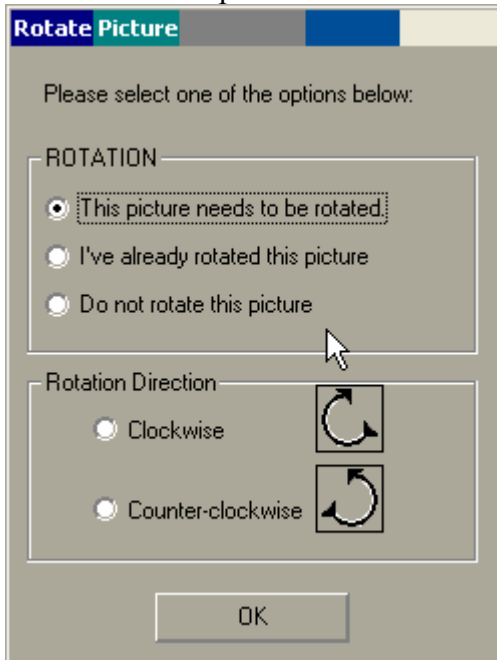 Rotate Picture
Please select one of the options below:
ROTATION
This picture needs to be rotated.
I've already rotated this picture
Do not rotate this picture
Rotation Direction
Clockwise
Counter-clockwise
OK